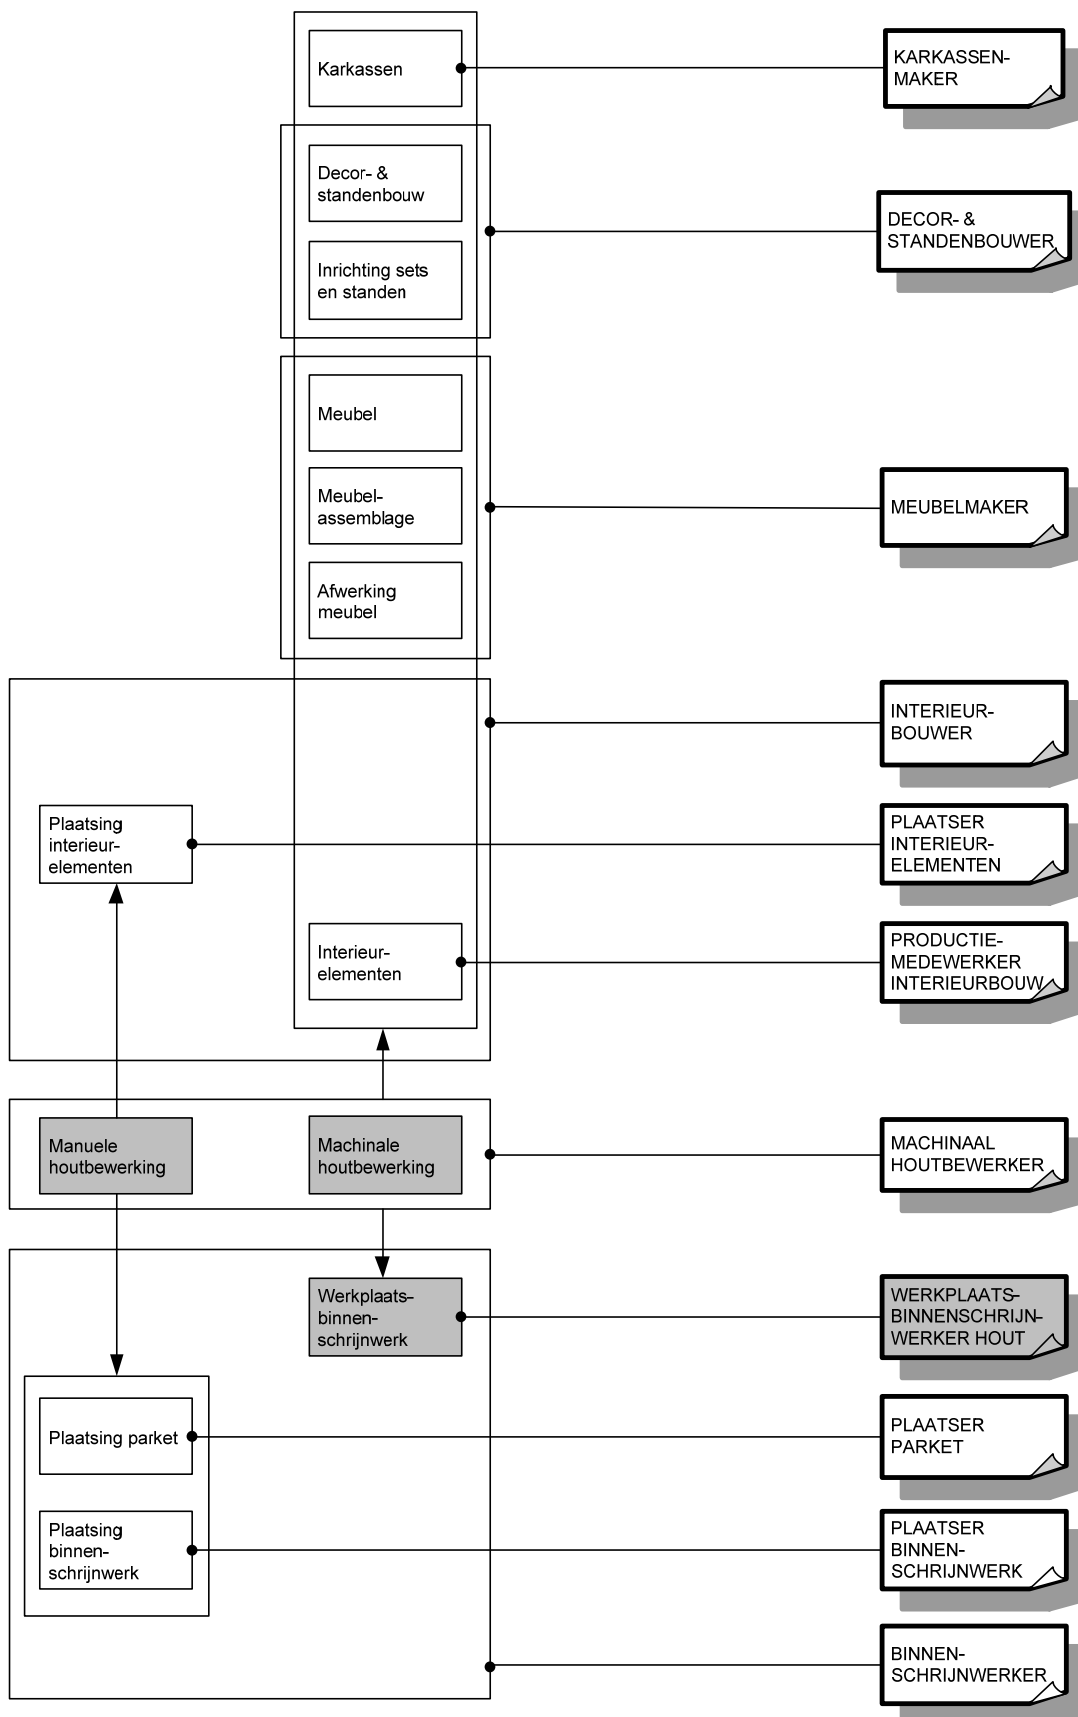 Karkassen
KARKASSEN-
MAKER
Decor- &
standenbouw
Inrichting sets
en standen
DECOR- &
STANDENBOUWER
Meubel
Meubel-
assemblage
Afwerking
meubel
MEUBELMAKER
INTERIEUR-
BOUWER
Plaatsing
interieur-
elementen
PLAATSER
INTERIEUR-
ELEMENTEN
Interieur-
elementen
PRODUCTIE-
MEDEWERKER
INTERIEURBOUW
Manuele
houtbewerking
Machinale
houtbewerking
MACHINAAL
HOUTBEWERKER
Werkplaats-
binnen-
schrijnwerk
WERKPLAATS-
BINNENSCHRIJN-
WERKER HOUT
Plaatsing parket
PLAATSER
PARKET
Plaatsing
binnen-
schrijnwerk
PLAATSER
BINNEN-
SCHRIJNWERK
BINNEN-
SCHRIJNWERKER